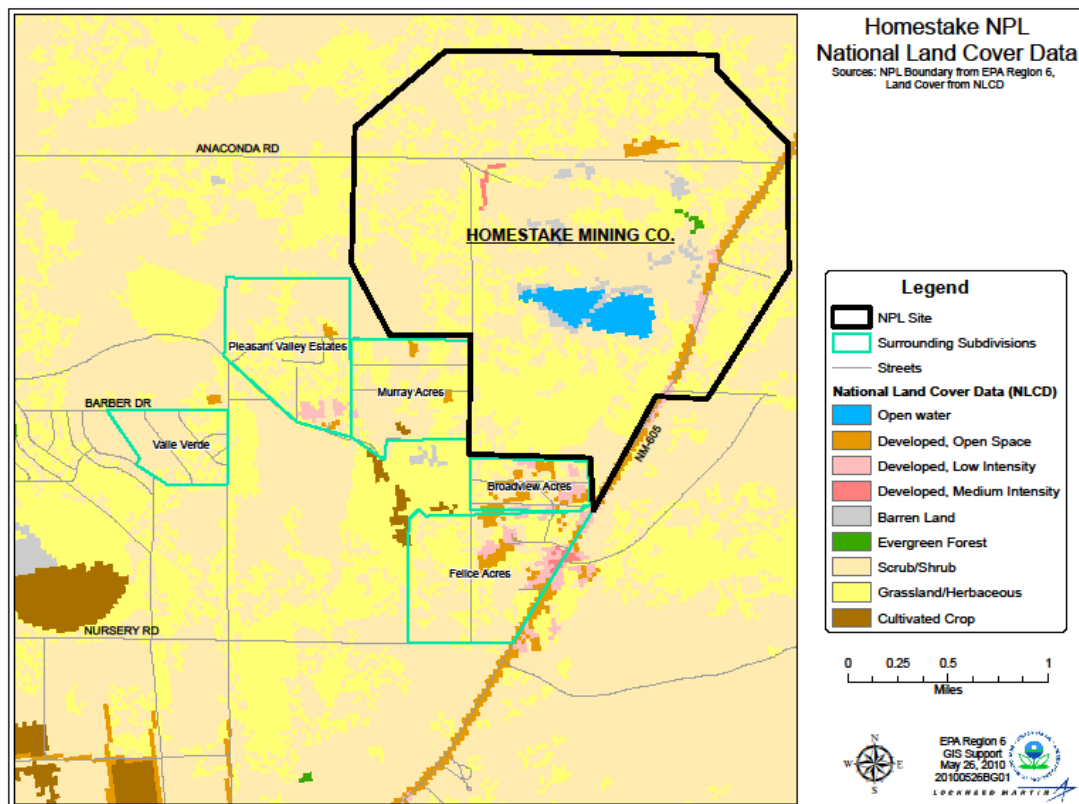 Homestake NPL
National Land Cover Data
Sources: NPL Boundary from EPA Region 6,
Land Cover from NLCD
ANACONDA RD
HOMESTAKE MINING CO.
Pleasant Valley Estates
Murray Acres
BARBER DR
Valle Verde
NM-605
Broadview Acres
Felice Acres
NURSERY RD
Legend
NPL Site
Surrounding Subdivisions
Streets
National Land Cover Data (NLCD)
Open water
Developed, Open Space
Developed, Low Intensity
Developed, Medium Intensity
Barren Land
Evergreen Forest
Scrub/Shrub
Grassland/Herbaceous
Cultivated Crop
0 0.25 0.5 1
Miles
N
W E
S
EPA Region 6
GIS Support
May 26, 2010
20100526BG01
LOCKHEED MARTIN